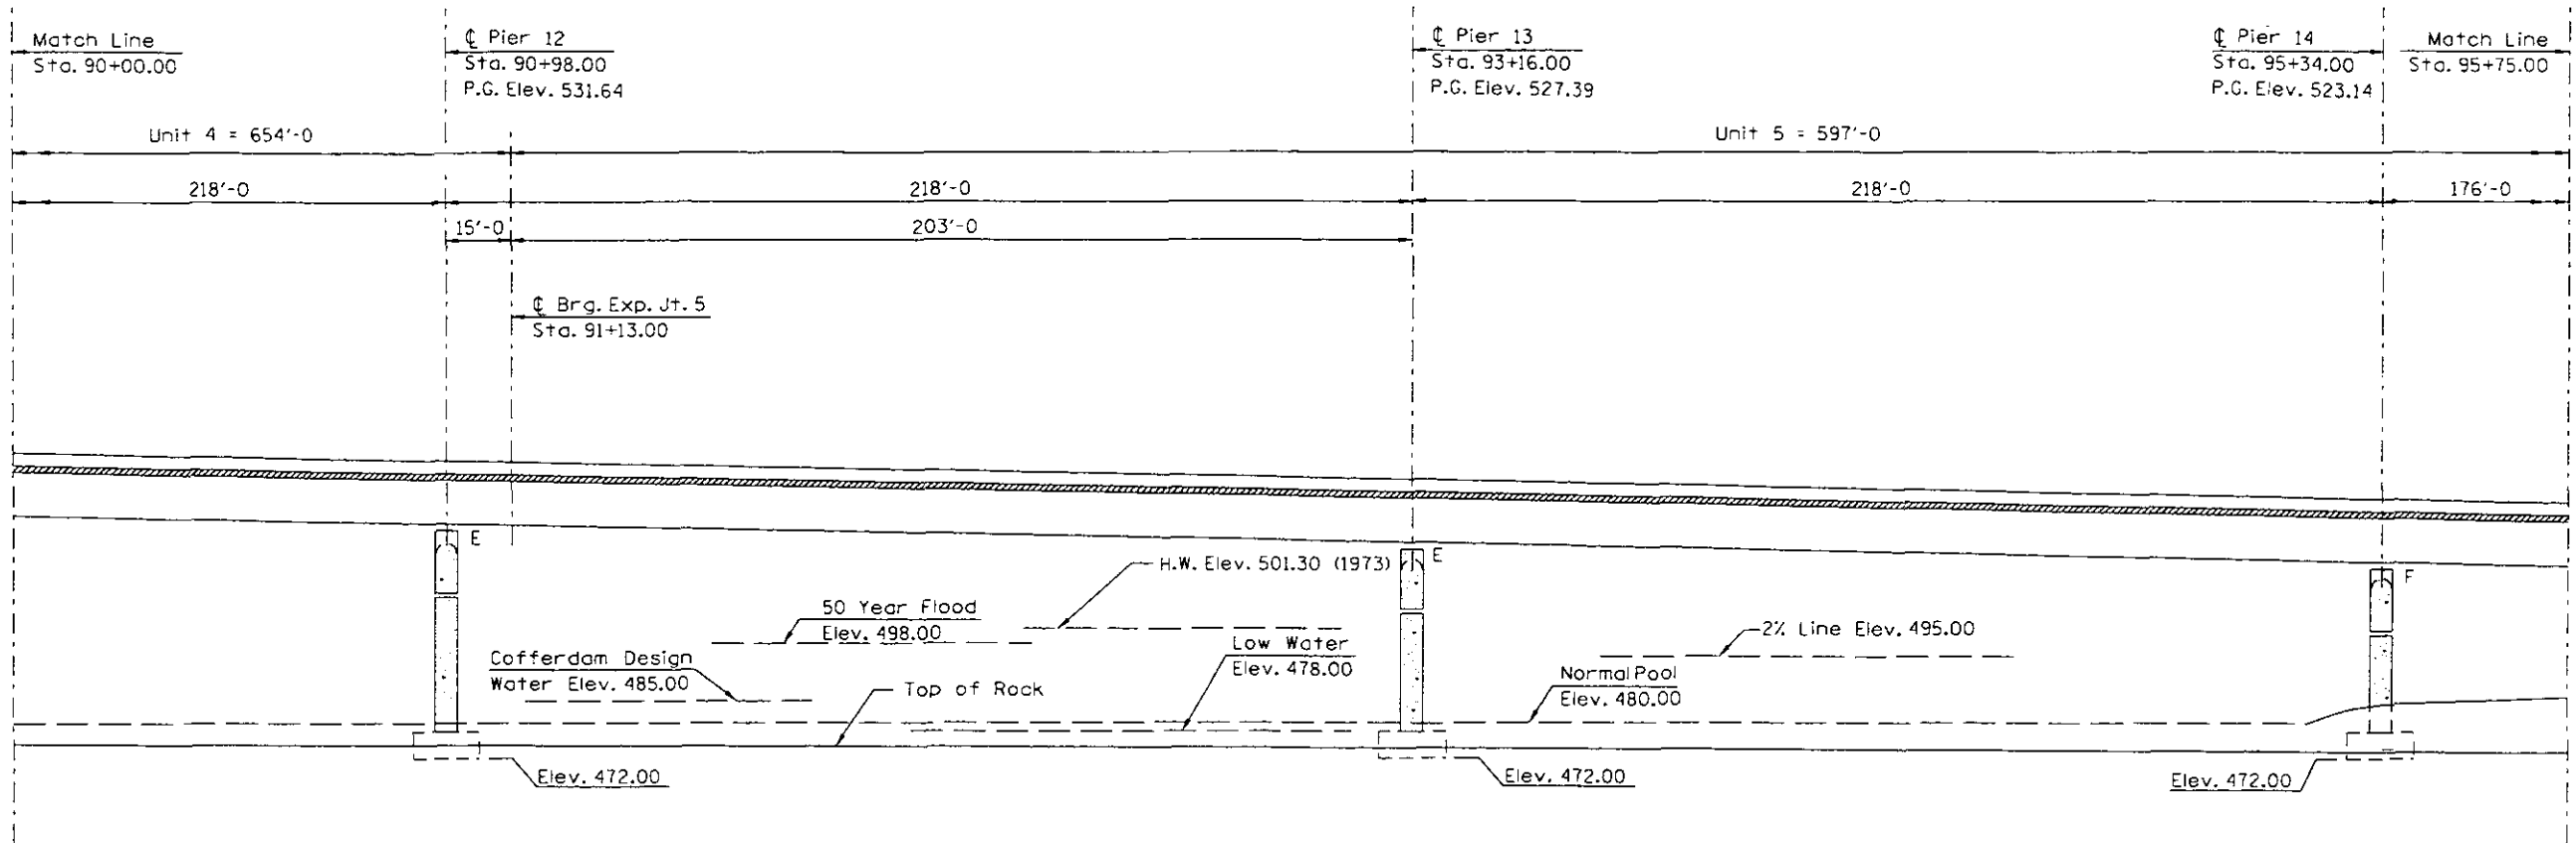 Match Line
Sta. 90+00.00
℄ Pier 12
Sta. 90+98.00
P.G. Elev. 531.64
℄ Pier 13
Sta. 93+16.00
P.G. Elev. 527.39
℄ Pier 14
Sta. 95+34.00
P.G. Elev. 523.14
Match Line
Sta. 95+75.00
Unit 4 = 654'-0
Unit 5 = 597'-0
218'-0
218'-0
218'-0
176'-0
15'-0
203'-0
℄ Brg. Exp. Jt. 5
Sta. 91+13.00
E
E
F
H.W. Elev. 501.30 (1973)
50 Year Flood
Elev. 498.00
2% Line Elev. 495.00
Low Water
Elev. 478.00
Cofferdam Design
Water Elev. 485.00
Top of Rock
Normal Pool
Elev. 480.00
Elev. 472.00
Elev. 472.00
Elev. 472.00